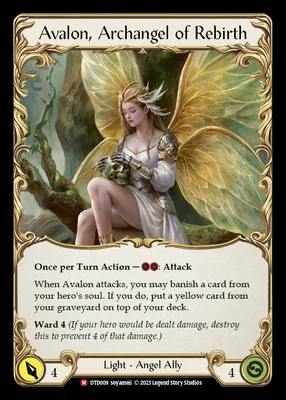 Avalon, Archangel of Rebirth
Once per Turn Action — : Attack
When Avalon attacks, you may banish a card from
your hero's soul. If you do, put a yellow card from
your graveyard on top of your deck.
Ward 4 (If your hero would be dealt damage, destroy
this to prevent 4 of that damage.)
4 Light - Angel Ally 4
M DTD009 soyameii © 2023 Legend Story Studios